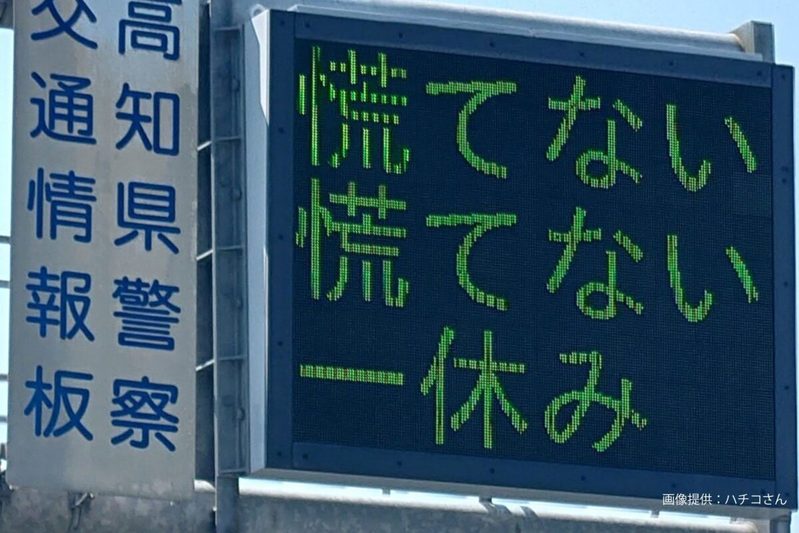 高知県警察
交通情報板
慌てない
慌てない
一休み
画像提供：ハチコさん